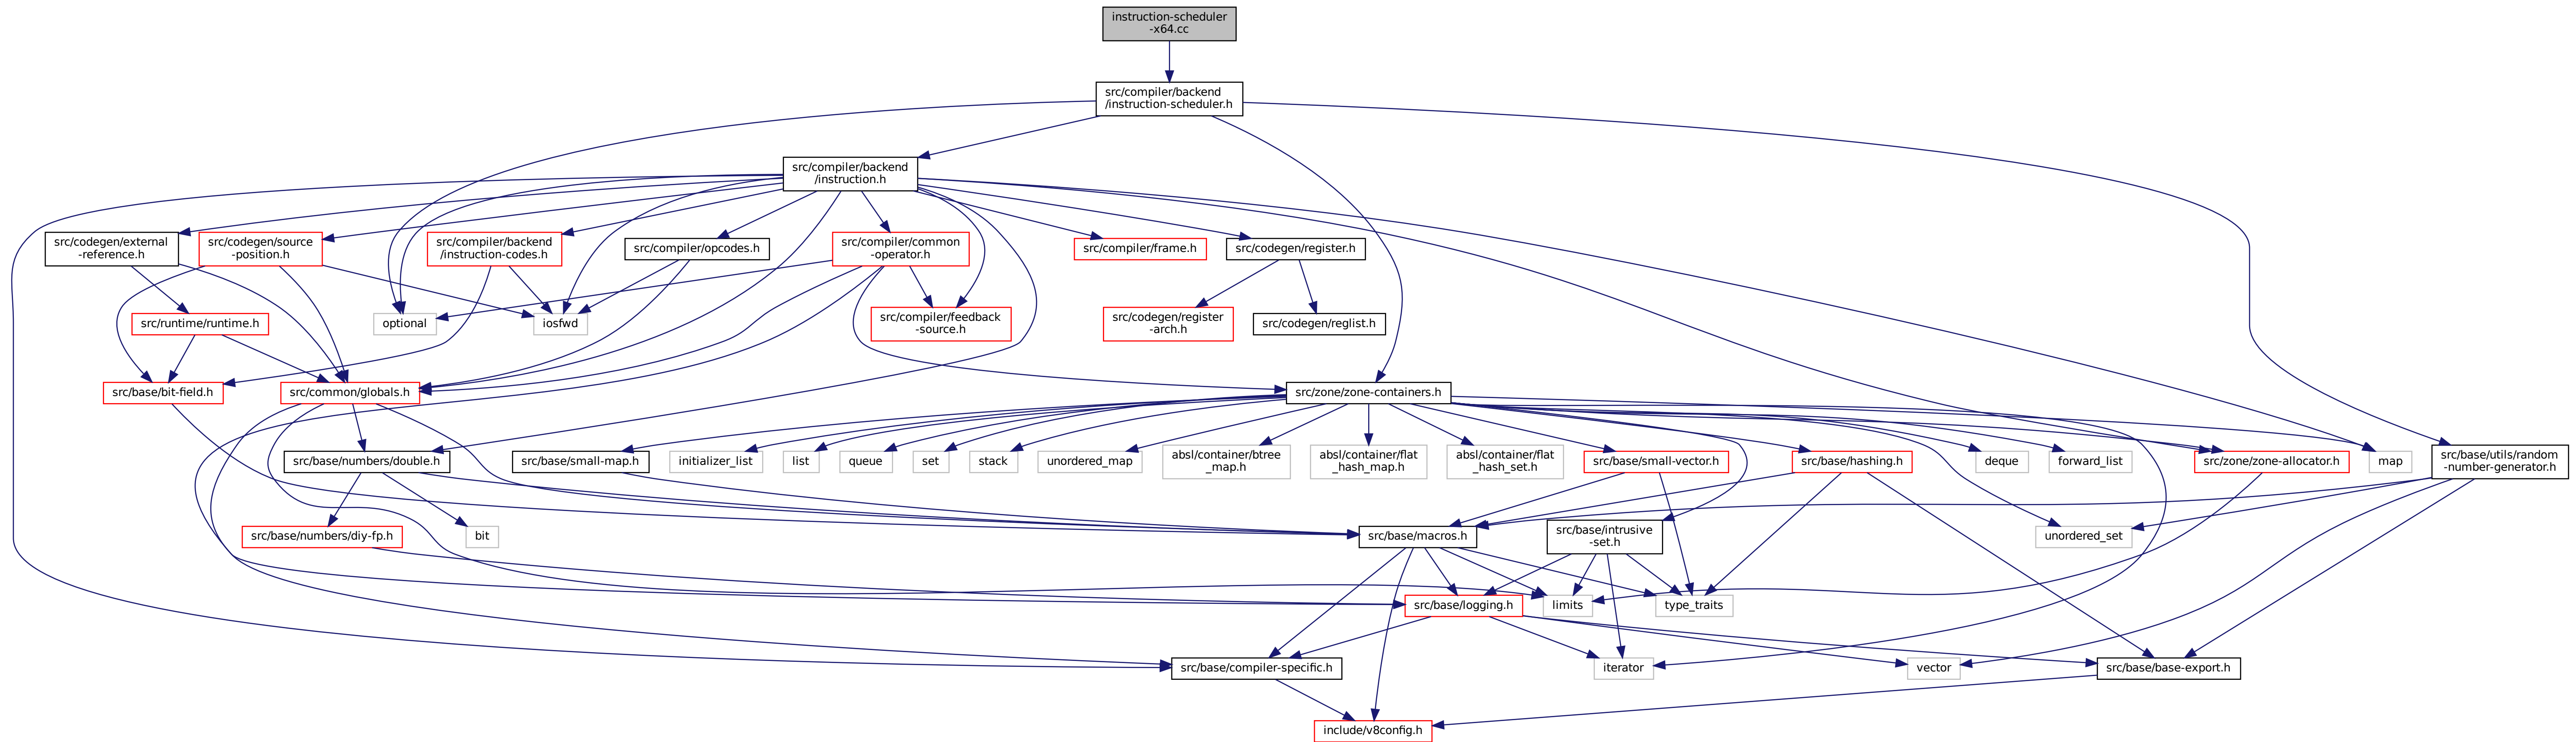 instruction-scheduler
-x64.cc
src/compiler/backend
/instruction-scheduler.h
src/compiler/backend
/instruction.h
src/codegen/external
-reference.h
src/codegen/source
-position.h
src/compiler/backend
/instruction-codes.h
src/compiler/opcodes.h
src/compiler/common
-operator.h
src/compiler/frame.h
src/codegen/register.h
src/runtime/runtime.h
optional
iosfwd
src/compiler/feedback
-source.h
src/codegen/register
-arch.h
src/codegen/reglist.h
src/base/bit-field.h
src/common/globals.h
src/zone/zone-containers.h
src/base/numbers/double.h
src/base/small-map.h
initializer_list
list
queue
set
stack
unordered_map
absl/container/btree
_map.h
absl/container/flat
_hash_map.h
absl/container/flat
_hash_set.h
src/base/small-vector.h
src/base/hashing.h
deque
forward_list
src/zone/zone-allocator.h
map
src/base/utils/random
-number-generator.h
src/base/numbers/diy-fp.h
bit
src/base/macros.h
src/base/intrusive
-set.h
unordered_set
src/base/logging.h
limits
type_traits
src/base/compiler-specific.h
iterator
vector
src/base/base-export.h
include/v8config.h